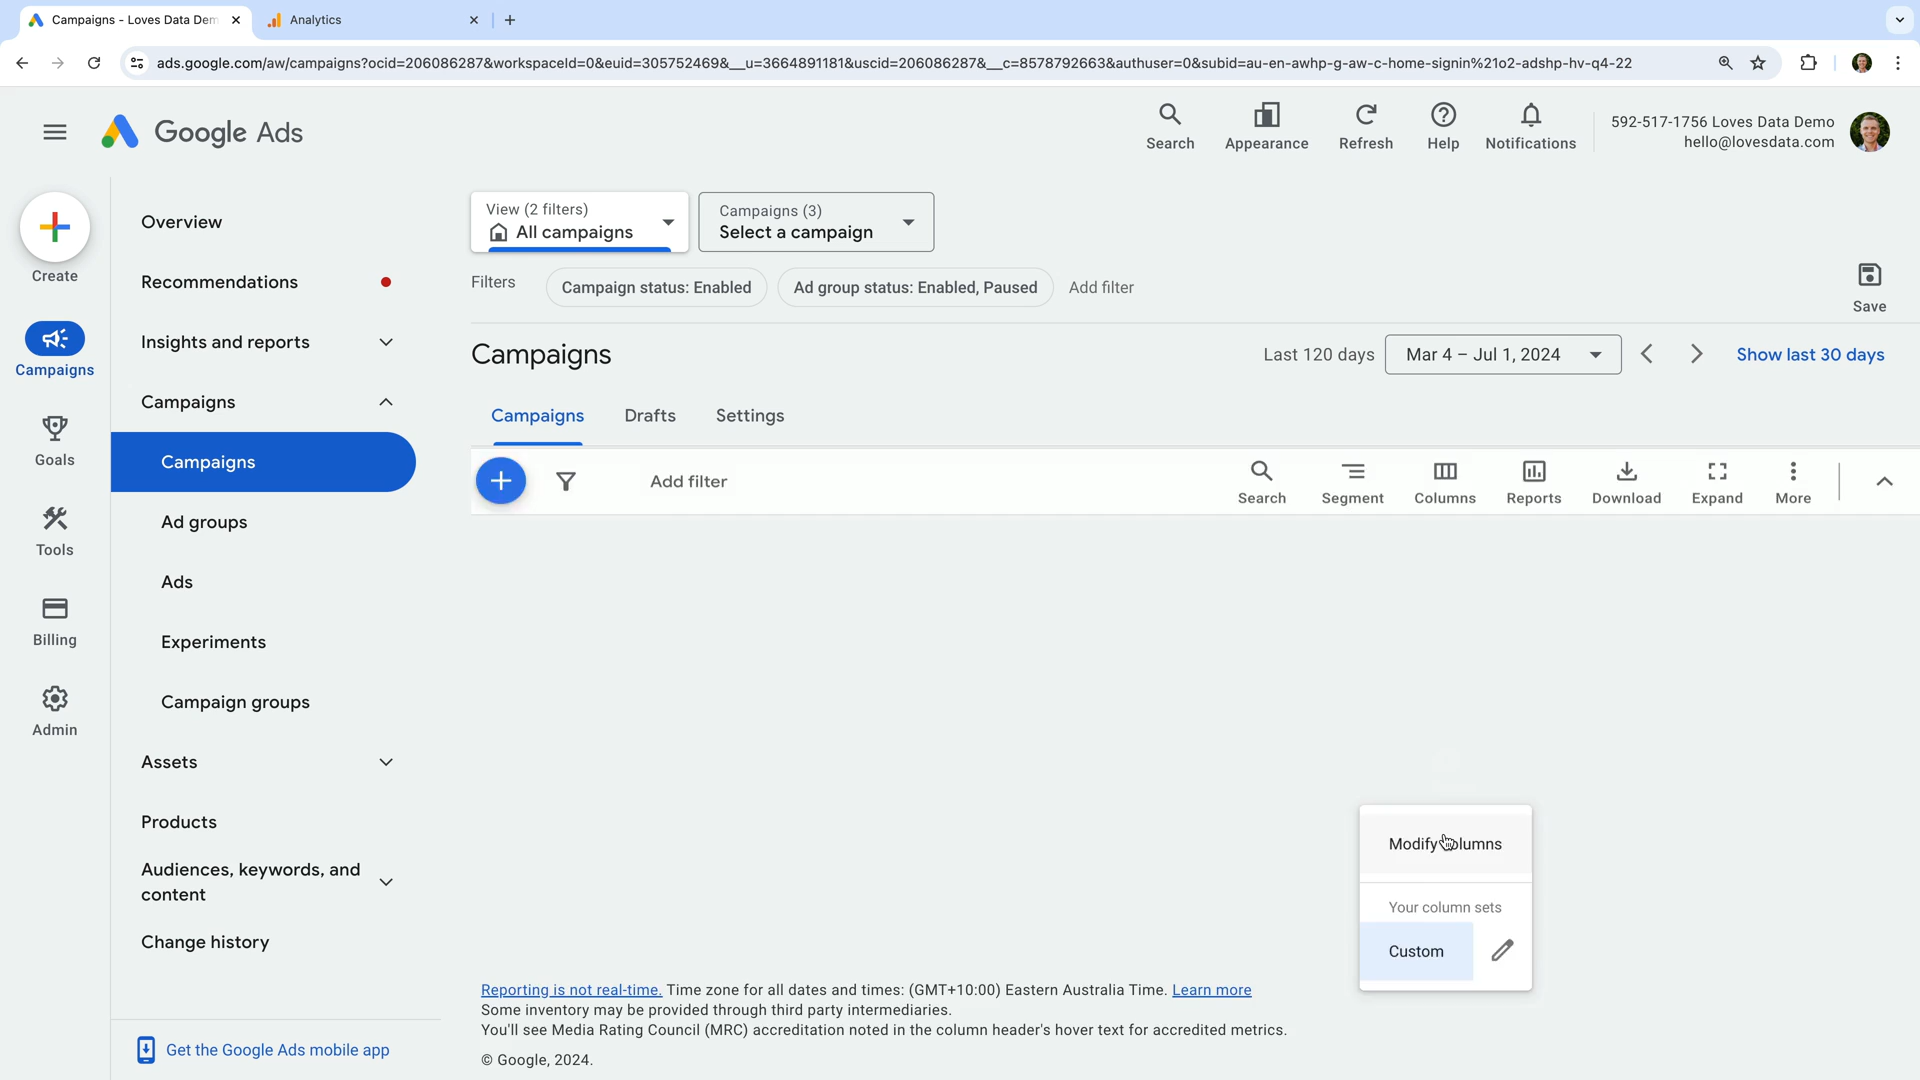 Campaigns - Loves Data Dem
Analytics
ads.google.com/aw/campaigns?ocid=206086287&workspaceId=0&euid=305752469&__u=3664891181&uscid=206086287&__c=8578792663&authuser=0&subid=au-en-awhp-g-aw-c-home-signin%21o2-adshp-hv-q4-22
Google Ads
Search
Appearance
Refresh
Help
Notifications
592-517-1756 Loves Data Demo
hello@lovesdata.com
Create
Campaigns
Goals
Tools
Billing
Admin
Overview
Recommendations
Insights and reports
Campaigns
Campaigns
Ad groups
Ads
Experiments
Campaign groups
Assets
Products
Audiences, keywords, and
content
Change history
Get the Google Ads mobile app
View (2 filters)
All campaigns
Campaigns (3)
Select a campaign
Filters
Campaign status: Enabled
Ad group status: Enabled, Paused
Add filter
Save
Campaigns
Last 120 days
Mar 4 – Jul 1, 2024
Show last 30 days
Campaigns
Drafts
Settings
Add filter
Search
Segment
Columns
Reports
Download
Expand
More
Modify columns
Your column sets
Custom
Reporting is not real-time. Time zone for all dates and times: (GMT+10:00) Eastern Australia Time. Learn more
Some inventory may be provided through third party intermediaries.
You'll see Media Rating Council (MRC) accreditation noted in the column header's hover text for accredited metrics.
© Google, 2024.